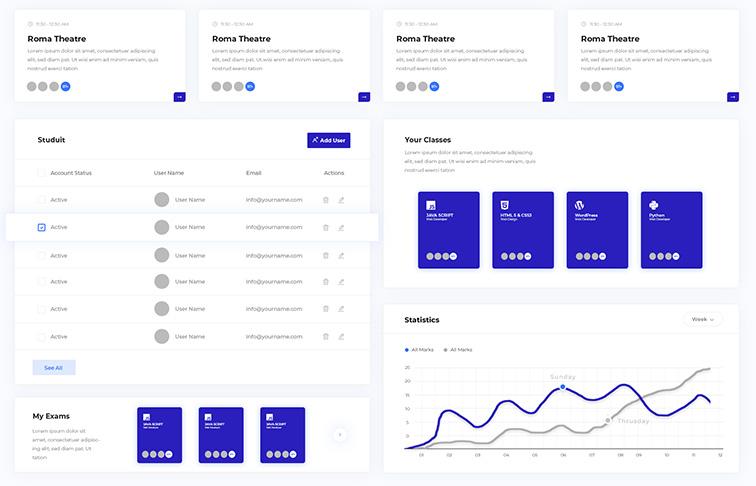 11:30 - 12:30 AM
Roma Theatre
Lorem ipsum dolor sit amet, consectetuer adipiscing
elit, sed diam. Ut wisi enim ad minim veniam, quis
nostrud exerci tation
11:30 - 12:30 AM
Roma Theatre
Lorem ipsum dolor sit amet, consectetuer adipiscing
elit, sed diam. Ut wisi enim ad minim veniam, quis
nostrud exerci tation
11:30 - 12:30 AM
Roma Theatre
Lorem ipsum dolor sit amet, consectetuer adipiscing
elit, sed diam. Ut wisi enim ad minim veniam, quis
nostrud exerci tation
11:30 - 12:30 AM
Roma Theatre
Lorem ipsum dolor sit amet, consectetuer adipiscing
elit, sed diam. Ut wisi enim ad minim veniam, quis
nostrud exerci tation
Studuit
Add User
Account Status User Name Email Actions
Active User Name info@yourname.com
Active User Name info@yourname.com
Active User Name info@yourname.com
Active User Name info@yourname.com
Active User Name info@yourname.com
Active User Name info@yourname.com
See All
My Exams
Lorem ipsum dolor sit
amet, consectetuer adipisc-
ing elit, sed diam. Ut
tation
JS
JAVA SCRIPT
Web Developer
JS
JAVA SCRIPT
Web Developer
JS
JAVA SCRIPT
Web Developer
Your Classes
Lorem ipsum dolor sit amet, consectetuer adipiscing
elit, sed diam. Ut wisi enim ad minim veniam, quis
nostrud exerci tation
JS
JAVA SCRIPT
Web Developer
5
HTML 5 & CSS3
Web Design
WordPress
Web Developer
Python
Web Developer
Statistics
Week
All Marks All Marks
25
20
15
10
5
0
Sunday
Thrusday
01 02 03 04 05 06 07 08 09 10 11 12